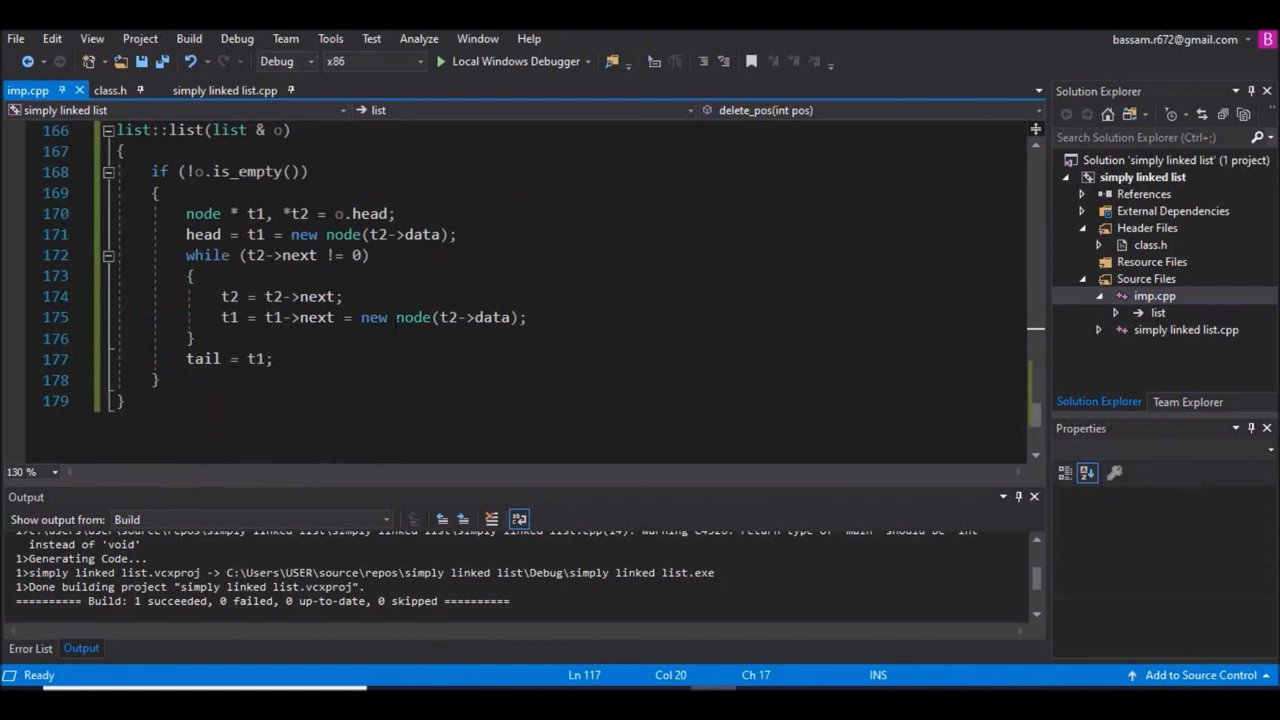 File Edit View Project Build Debug Team Tools Test Analyze Window Help bassam.r672@gmail.com B
Debug x86 Local Windows Debugger
imp.cpp class.h simply linked list.cpp
simply linked list list delete_pos(int pos)
166 list::list(list & o)
167 {
168 if (!o.is_empty())
169 {
170 node * t1, *t2 = o.head;
171 head = t1 = new node(t2->data);
172 while (t2->next != 0)
173 {
174 t2 = t2->next;
175 t1 = t1->next = new node(t2->data);
176 }
177 tail = t1;
178 }
179 }
130 %
Output
Show output from: Build
instead of 'void'
1>Generating Code...
1>simply linked list.vcxproj -> C:\Users\USER\source\repos\simply linked list\Debug\simply linked list.exe
1>Done building project "simply linked list.vcxproj".
========== Build: 1 succeeded, 0 failed, 0 up-to-date, 0 skipped ==========
Error List Output
Solution Explorer
Search Solution Explorer (Ctrl+;)
Solution 'simply linked list' (1 project)
simply linked list
References
External Dependencies
Header Files
class.h
Resource Files
Source Files
imp.cpp
list
simply linked list.cpp
Solution Explorer Team Explorer
Properties
Ready Ln 117 Col 20 Ch 17 INS Add to Source Control